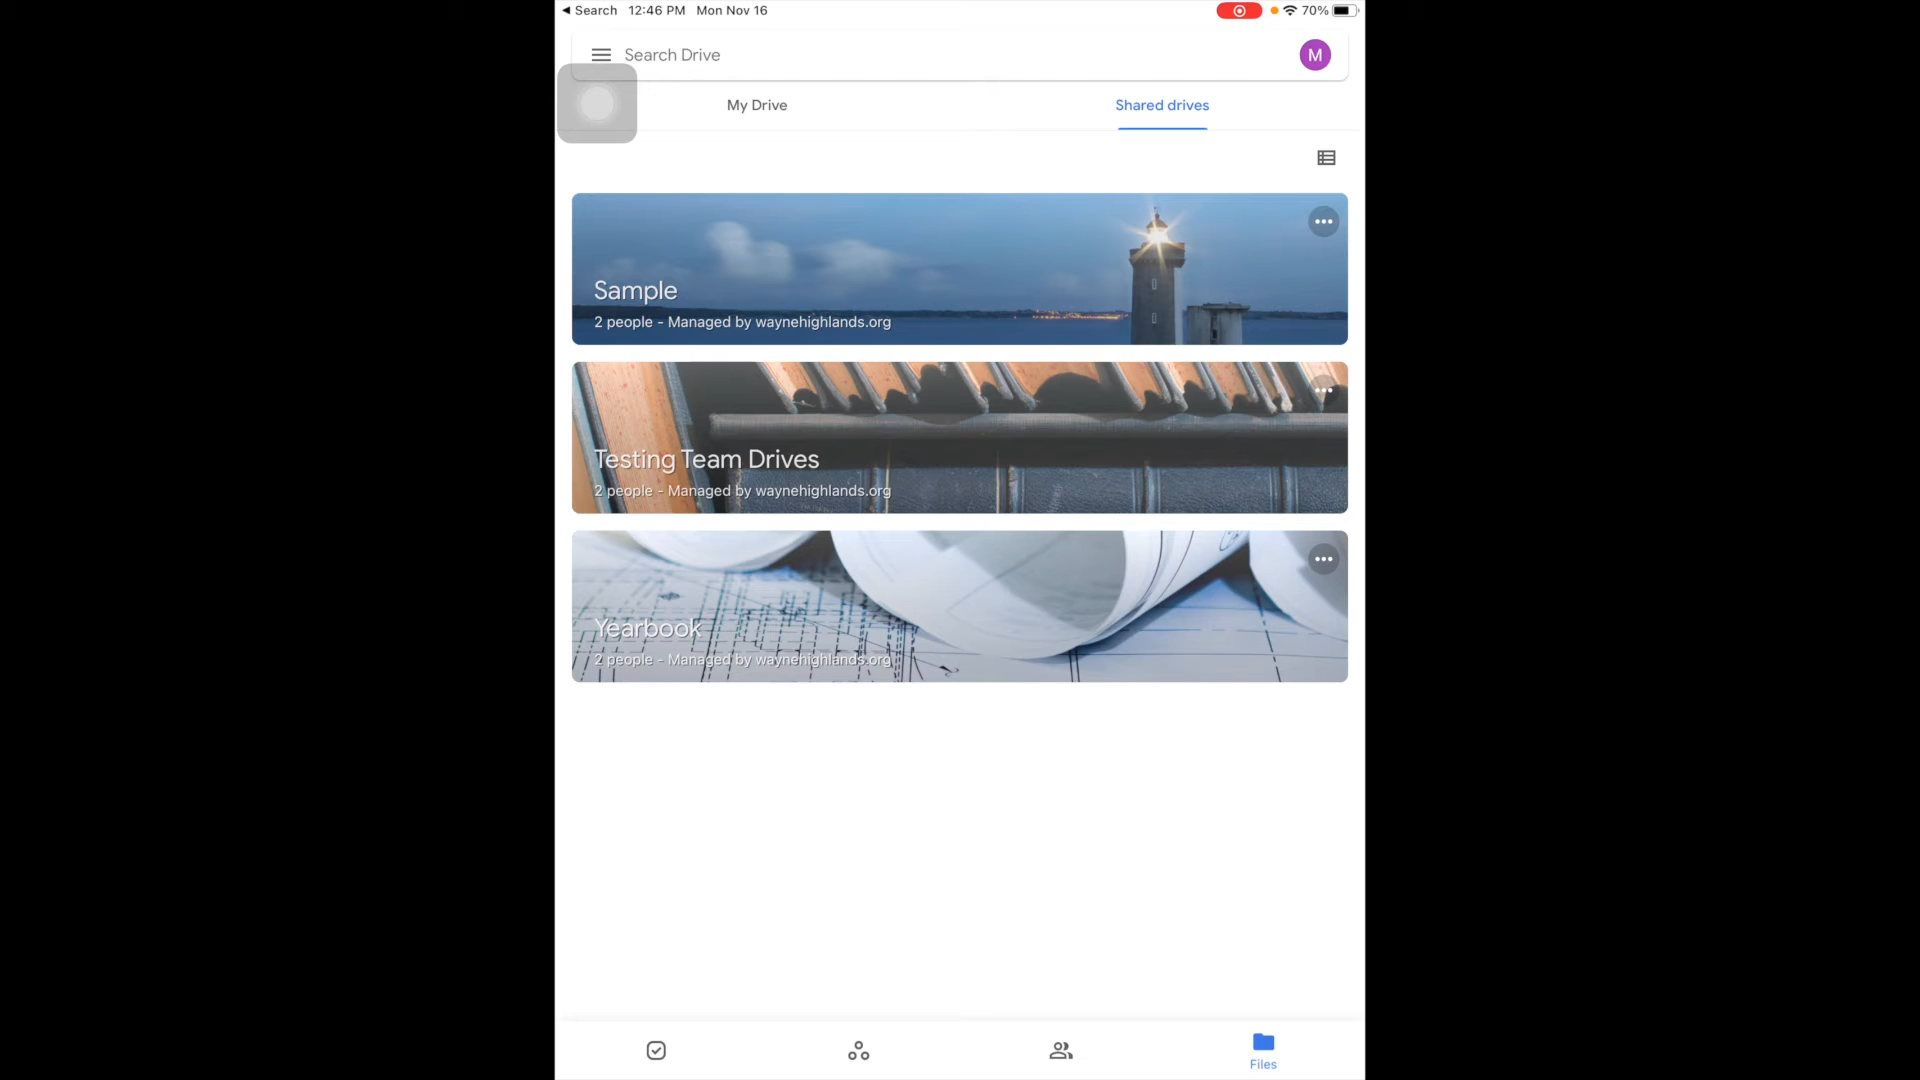 Search 12:46 PM Mon Nov 16 70%
Search Drive M
My Drive Shared drives
Sample
2 people - Managed by waynehighlands.org
Testing Team Drives
2 people - Managed by waynehighlands.org
Yearbook
2 people - Managed by waynehighlands.org
Files